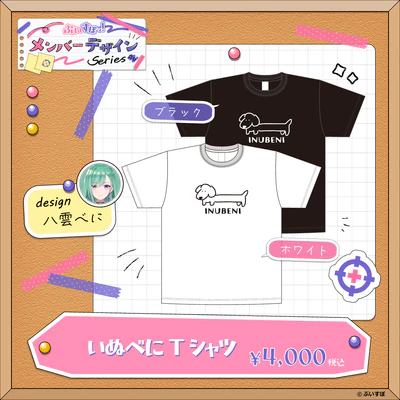 ぶいすぽっ!
メンバーデザイン
Series
ブラック
INUBENI
design
八雲べに
INUBENI
ホワイト
いぬべにTシャツ
¥4,000税込
© ぶいすぽ